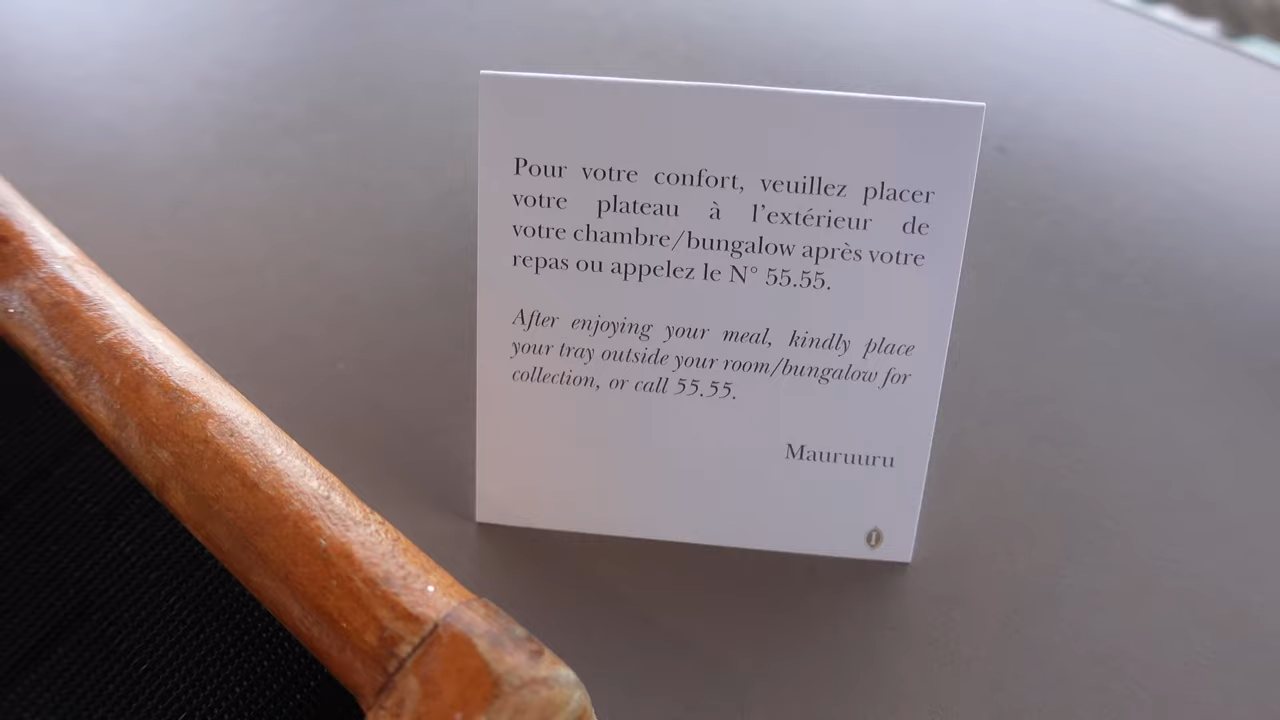 Pour votre confort, veuillez placer
votre plateau à l'extérieur de
votre chambre/bungalow après votre
repas ou appelez le N° 55.55.
After enjoying your meal, kindly place
your tray outside your room/bungalow for
collection, or call 55.55.
Mauruuru
I